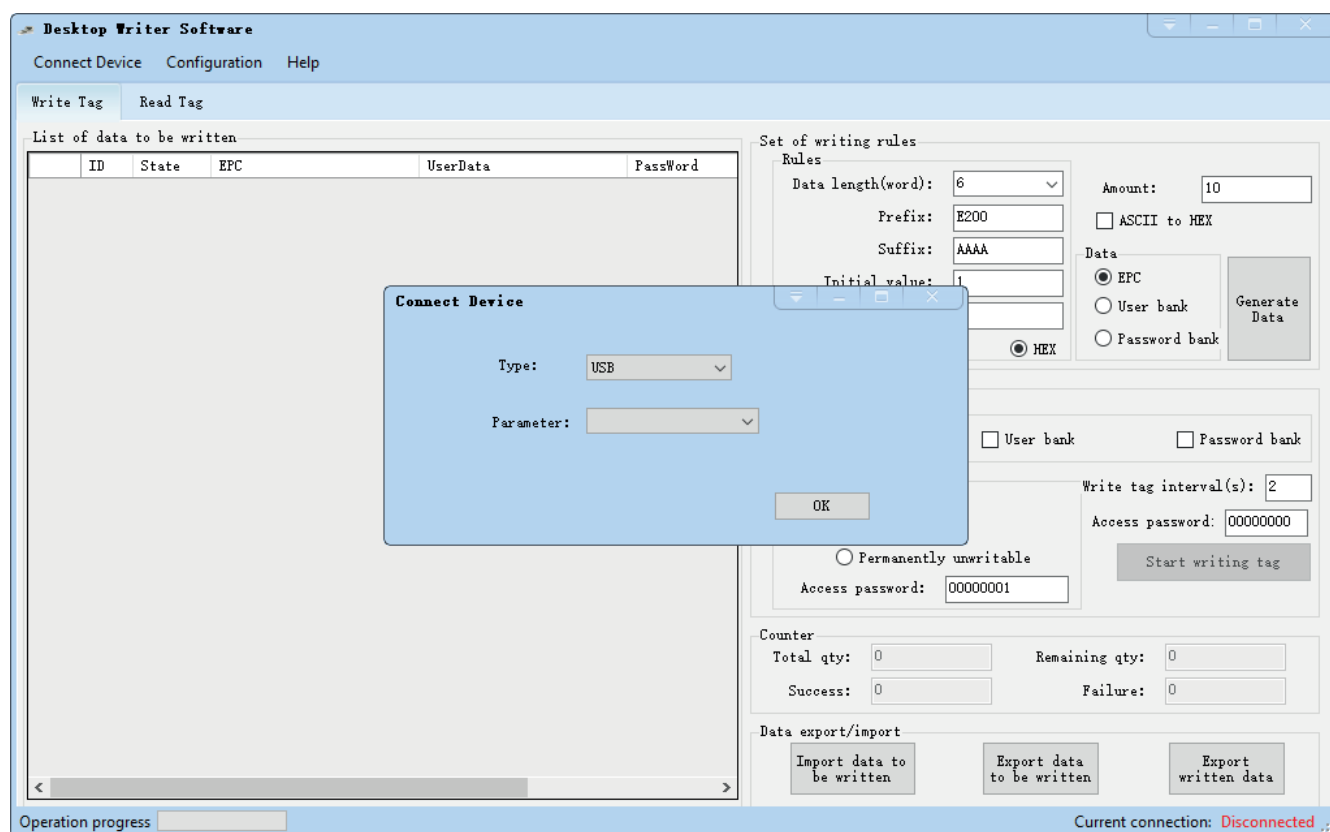 Desktop Writer Software
Connect Device Configuration Help
Write Tag Read Tag
List of data to be written
ID State EPC UserData PassWord
Set of writing rules
Rules
Data length(word): 6
Prefix: E200
Suffix: AAAA
Initial value: 1
HEX
Amount: 10
ASCII to HEX
Data
EPC
User bank
Password bank
Generate
Data
Connect Device
Type: USB
Parameter:
OK
User bank Password bank
Write tag interval(s): 2
Access password: 00000000
Start writing tag
Permanently unwritable
Access password: 00000001
Counter
Total qty: 0 Remaining qty: 0
Success: 0 Failure: 0
Data export/import
Import data to
be written
Export data
to be written
Export
written data
Operation progress
Current connection: Disconnected